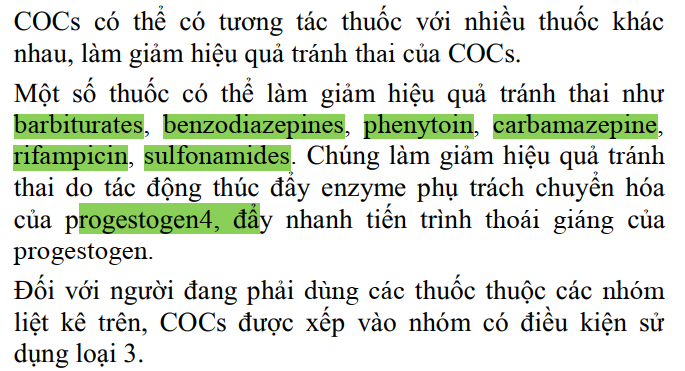 COCs có thể có tương tác thuốc với nhiều thuốc khác
nhau, làm giảm hiệu quả tránh thai của COCs.
Một số thuốc có thể làm giảm hiệu quả tránh thai như
barbiturates, benzodiazepines, phenytoin, carbamazepine,
rifampicin, sulfonamides. Chúng làm giảm hiệu quả tránh
thai do tác động thúc đẩy enzyme phụ trách chuyển hóa
của progestogen4, đẩy nhanh tiến trình thoái giáng của
progestogen.
Đối với người đang phải dùng các thuốc thuộc các nhóm
liệt kê trên, COCs được xếp vào nhóm có điều kiện sử
dụng loại 3.